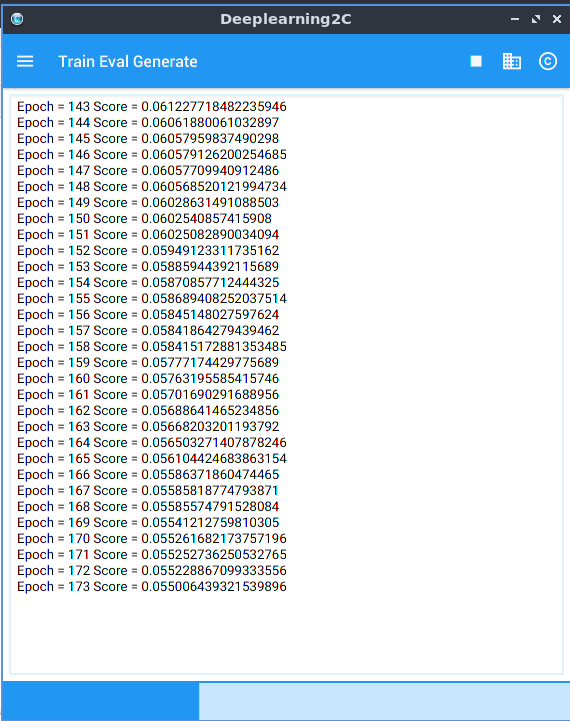 Deeplearning2C
Train Eval Generate
Epoch = 143 Score = 0.061227718482235946
Epoch = 144 Score = 0.06061880061032897
Epoch = 145 Score = 0.06057959837490298
Epoch = 146 Score = 0.060579126200254685
Epoch = 147 Score = 0.06057709940912486
Epoch = 148 Score = 0.060568520121994734
Epoch = 149 Score = 0.06028631491088503
Epoch = 150 Score = 0.0602540857415908
Epoch = 151 Score = 0.06025082890034094
Epoch = 152 Score = 0.05949123311735162
Epoch = 153 Score = 0.05885944392115689
Epoch = 154 Score = 0.05870857712444325
Epoch = 155 Score = 0.058689408252037514
Epoch = 156 Score = 0.05845148027597624
Epoch = 157 Score = 0.05841864279439462
Epoch = 158 Score = 0.058415172881353485
Epoch = 159 Score = 0.05777174429775689
Epoch = 160 Score = 0.05763195585415746
Epoch = 161 Score = 0.05701690291688956
Epoch = 162 Score = 0.05688641465234856
Epoch = 163 Score = 0.05668203201193792
Epoch = 164 Score = 0.056503271407878246
Epoch = 165 Score = 0.056104424683863154
Epoch = 166 Score = 0.05586371860474465
Epoch = 167 Score = 0.05585818774793871
Epoch = 168 Score = 0.05585574791528084
Epoch = 169 Score = 0.05541212759810305
Epoch = 170 Score = 0.055261682173757196
Epoch = 171 Score = 0.055252736250532765
Epoch = 172 Score = 0.055228867099333556
Epoch = 173 Score = 0.055006439321539896